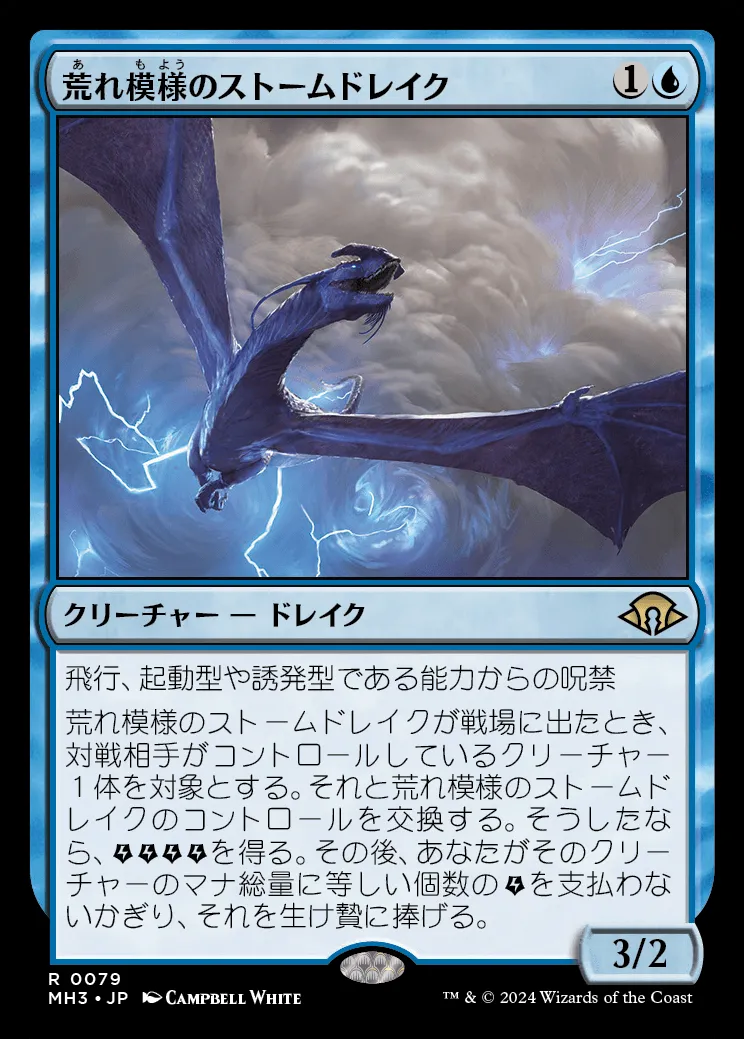 荒れ模様のストームドレイク
あ も よう
1
クリーチャー — ドレイク
飛行、起動型や誘発型である能力からの呪禁
荒れ模様のストームドレイクが戦場に出たとき、
対戦相手がコントロールしているクリーチャー
1体を対象とする。それと荒れ模様のストームド
レイクのコントロールを交換する。そうしたな
ら、を得る。その後、あなたがそのクリー
チャーのマナ総量に等しい個数のを支払わな
いかぎり、それを生け贄に捧げる。
3/2
R 0079
MH3 • JP CAMPBELL WHITE
™ & © 2024 Wizards of the Coast